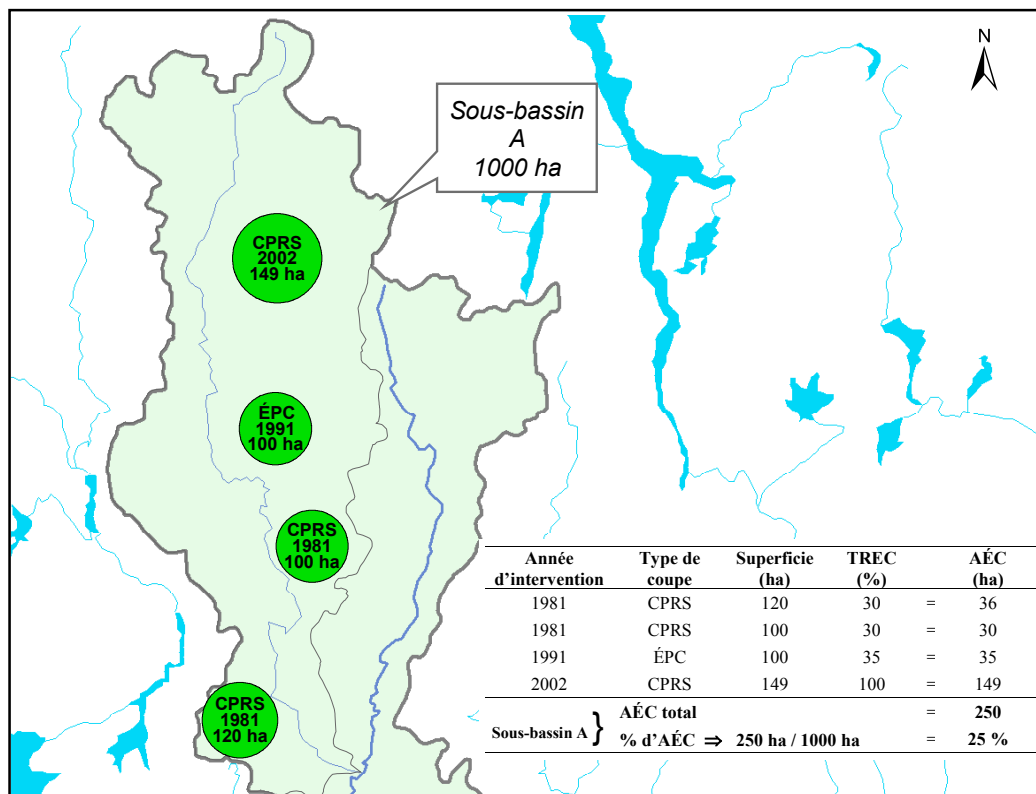 N
Sous-bassin
A
1000 ha
CPRS
2002
149 ha
ÉPC
1991
100 ha
CPRS
1981
100 ha
CPRS
1981
120 ha
Année d'intervention Type de coupe Superficie (ha) TREC (%) AÉC (ha)
1981 CPRS 120 30 = 36
1981 CPRS 100 30 = 30
1991 ÉPC 100 35 = 35
2002 CPRS 149 100 = 149
Sous-bassin A } AÉC total = 250
% d'AÉC ⇒ 250 ha / 1000 ha = 25 %